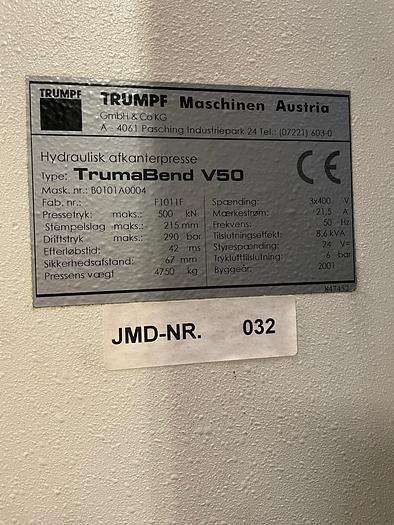 TRUMPF
TRUMPF Maschinen Austria
GmbH & Co KG
A - 4061 Pasching Industriepark 24 Tel.: (07221) 603-0
Hydraulisk afkanterpresse
Type: TrumaBend V50
CE
Mask. nr.: B0101A0004
Fab. nr.: F1011F
Pressetryk maks.: 500 kN
Stempelslag maks.: 215 mm
Driftstryk maks.: 290 bar
Efterløbstid: 42 ms
Sikkerhedsafstand: 67 mm
Pressens vægt 4750 kg
Spænding: 3x400 V
Mærkestrøm: 21.5 A
Frekvens: 50 Hz
Tilslutningseffekt: 8.6 kVA
Styrespænding: 24 V=
Tryklufttilslutning: 6 bar
Byggeår: 2001
847452
JMD-NR. 032